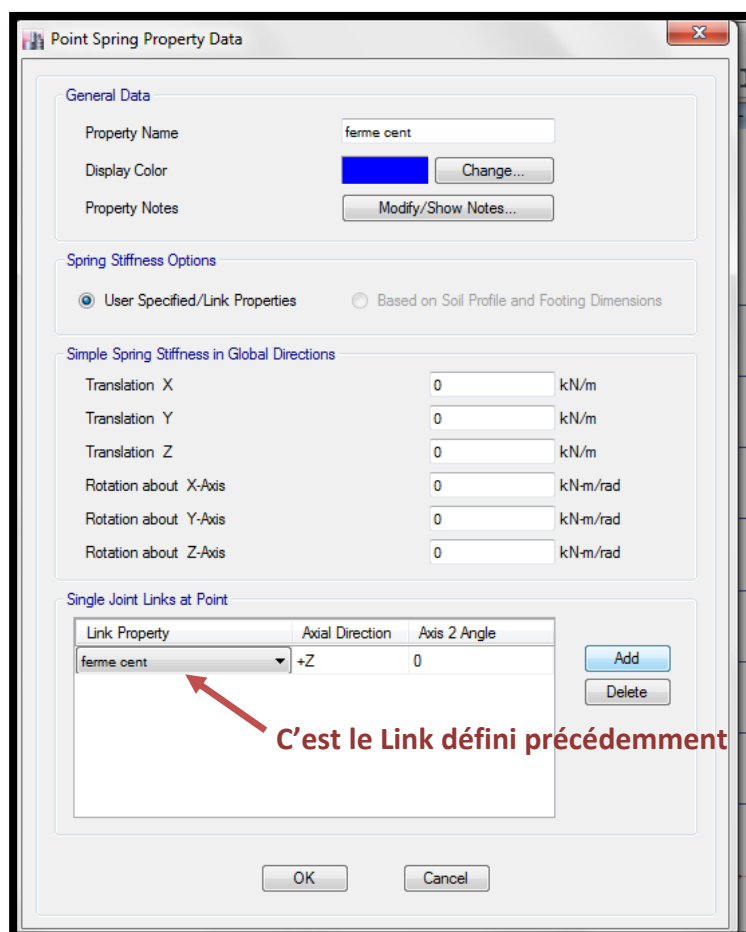 Point Spring Property Data
General Data
Property Name ferme cent
Display Color Change...
Property Notes Modify/Show Notes...
Spring Stiffness Options
User Specified/Link Properties Based on Soil Profile and Footing Dimensions
Simple Spring Stiffness in Global Directions
Translation X 0 kN/m
Translation Y 0 kN/m
Translation Z 0 kN/m
Rotation about X-Axis 0 kN-m/rad
Rotation about Y-Axis 0 kN-m/rad
Rotation about Z-Axis 0 kN-m/rad
Single Joint Links at Point
Link Property Axial Direction Axis 2 Angle
ferme cent +Z 0
Add
Delete
C'est le Link défini précédemment
OK Cancel